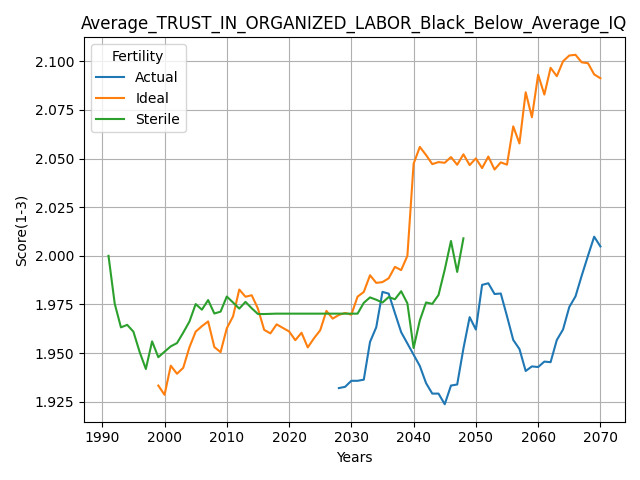 Average_TRUST_IN_ORGANIZED_LABOR_Black_Below_Average_IQ
Fertility
Actual
Ideal
Sterile
Score(1-3)
2.100
2.075
2.050
2.025
2.000
1.975
1.950
1.925
1990 2000 2010 2020 2030 2040 2050 2060 2070
Years